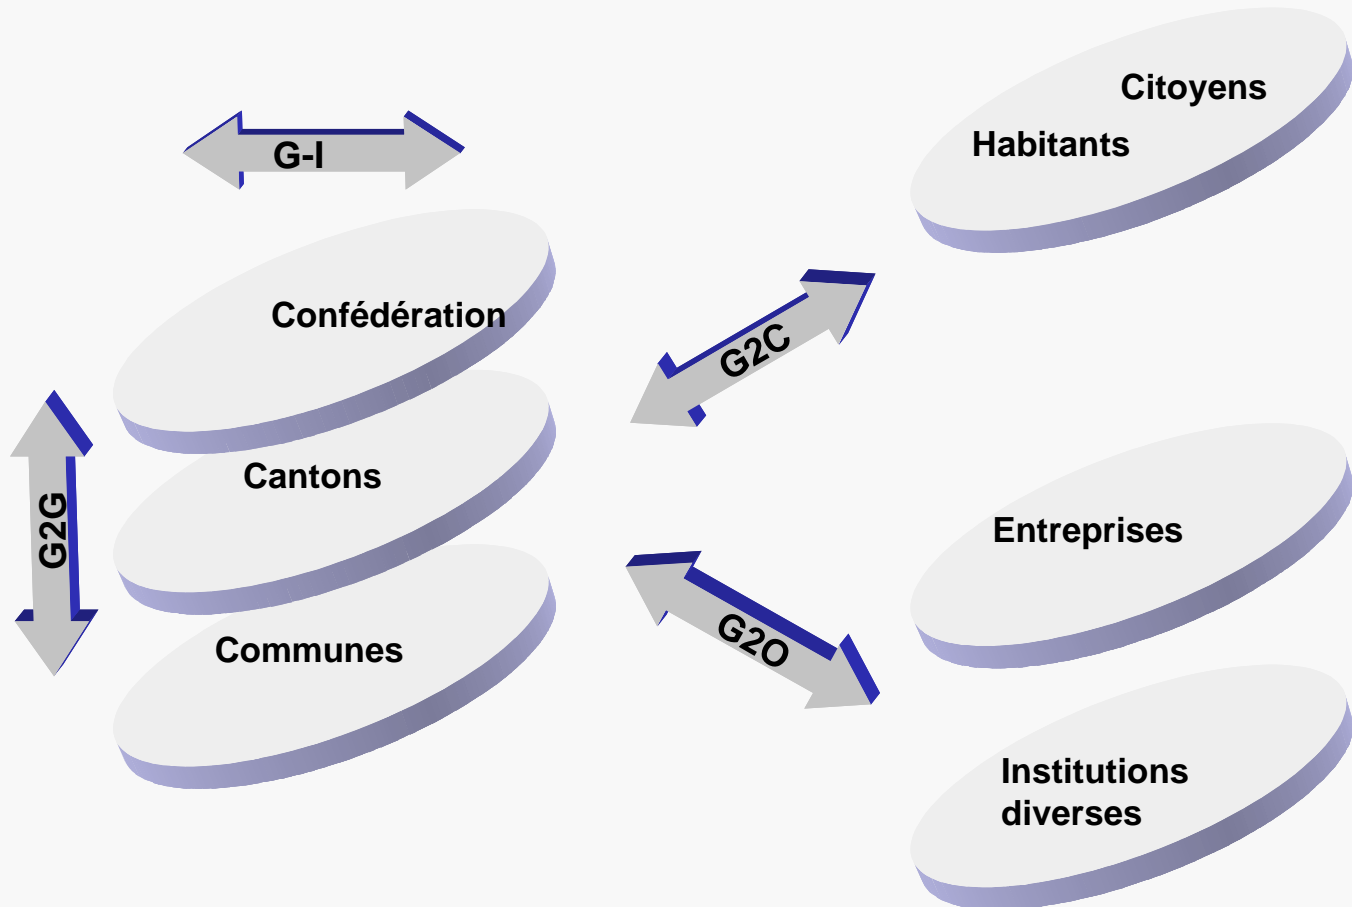 Citoyens
Habitants
G-I
Confédération
G2C
Cantons
G2G
Entreprises
G2O
Communes
Institutions
diverses